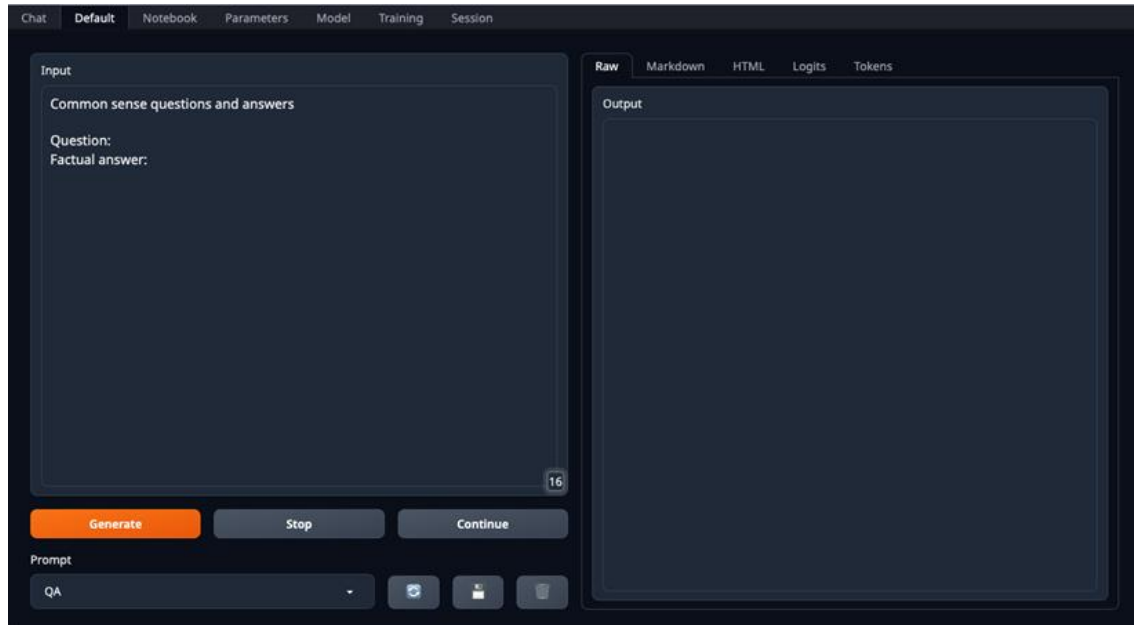 Chat Default Notebook Parameters Model Training Session
Input
Common sense questions and answers
Question:
Factual answer:
16
Generate Stop Continue
Prompt
QA
Raw Markdown HTML Logits Tokens
Output